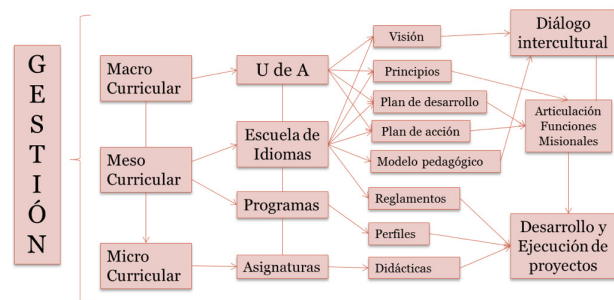 GESTIÓN
Macro
Curricular
Meso
Curricular
Micro
Curricular
U de A
Escuela de
Idiomas
Programas
Asignaturas
Visión
Principios
Plan de desarrollo
Plan de acción
Modelo pedagógico
Reglamentos
Perfiles
Didácticas
Diálogo
intercultural
Articulación
Funciones
Misionales
Desarrollo y
Ejecución de
proyectos